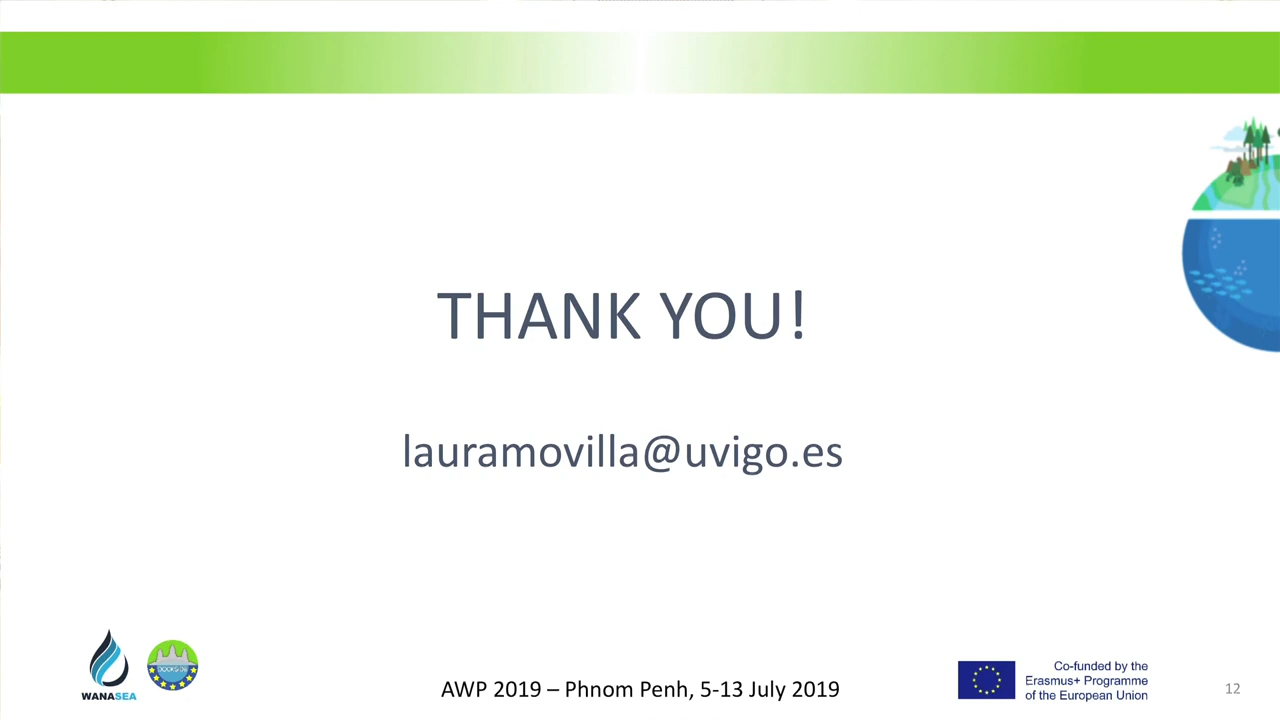 THANK YOU!
lauramovilla@uvigo.es
WANASEA
AWP 2019 – Phnom Penh, 5-13 July 2019
Co-funded by the
Erasmus+ Programme
of the European Union
12